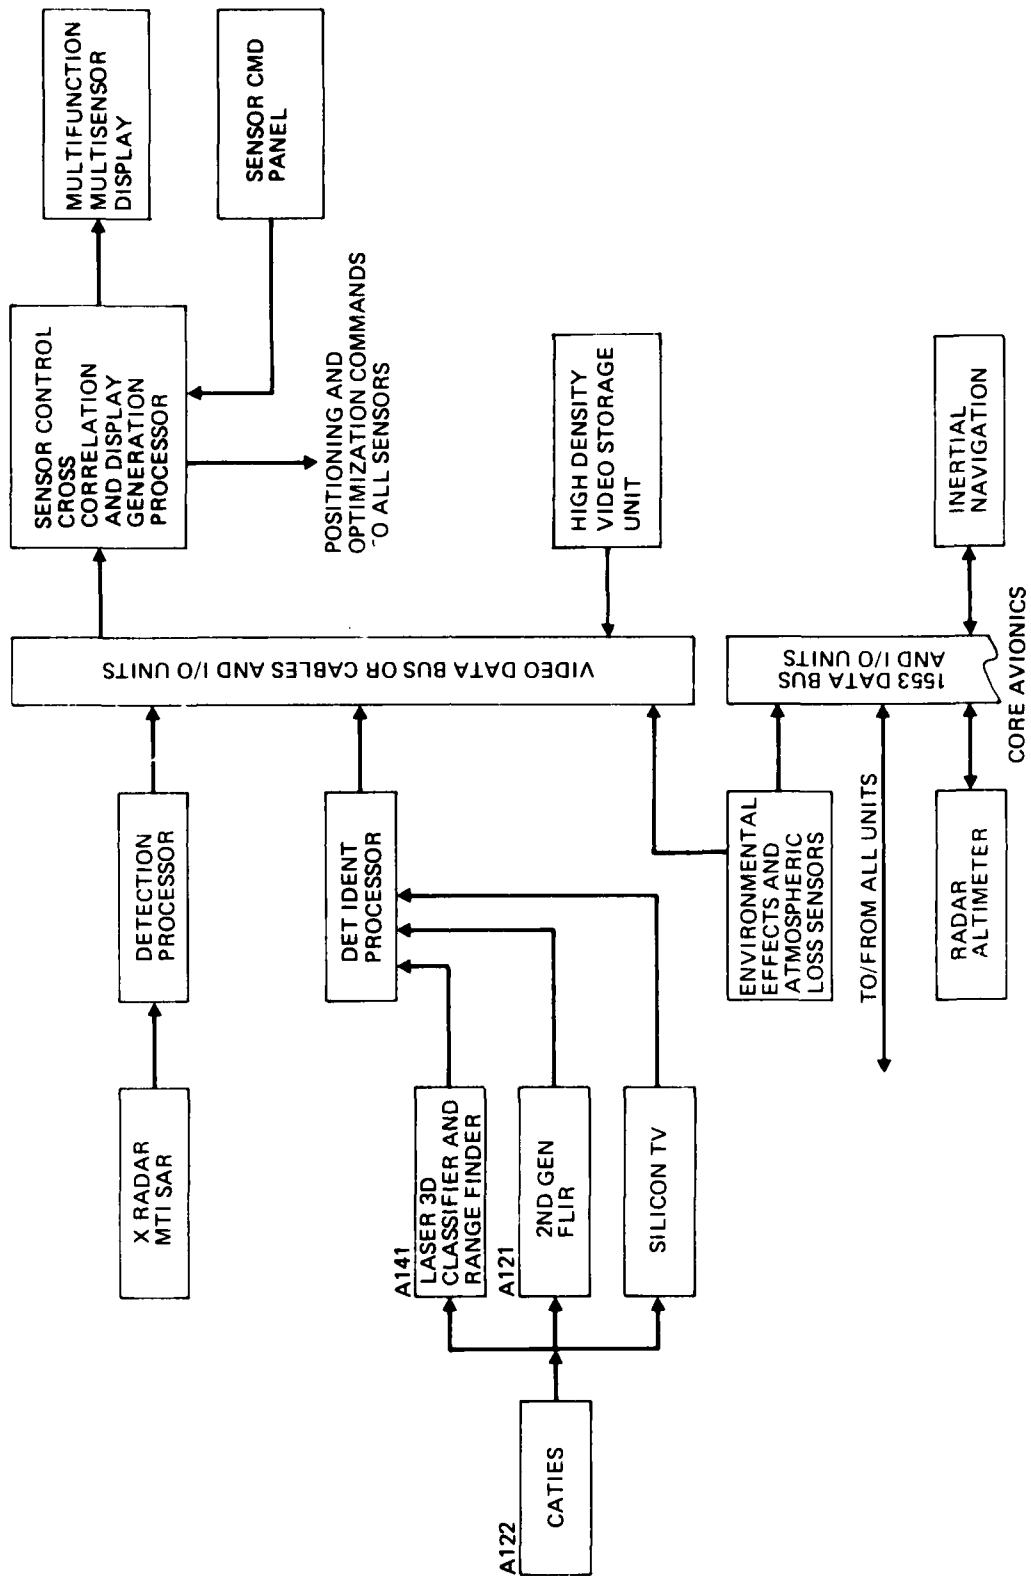 X RADAR
MTI SAR
DETECTION
PROCESSOR
A122
CATIES
A141
LASER 3D
CLASSIFIER AND
RANGE FINDER
A121
2ND GEN
FLIR
SILICON TV
DET IDENT
PROCESSOR
ENVIRONMENTAL
EFFECTS AND
ATMOSPHERIC
LOSS SENSORS
TO/FROM ALL UNITS
RADAR
ALTIMETER
VIDEO DATA BUS OR CABLES AND I/O UNITS
1553 DATA BUS
AND I/O UNITS
CORE AVIONICS
SENSOR CONTROL
CROSS
CORRELATION
AND DISPLAY
GENERATION
PROCESSOR
MULTIFUNCTION
MULTISENSOR
DISPLAY
SENSOR CMD
PANEL
POSITIONING AND
OPTIMIZATION COMMANDS
TO ALL SENSORS
HIGH DENSITY
VIDEO STORAGE
UNIT
INERTIAL
NAVIGATION